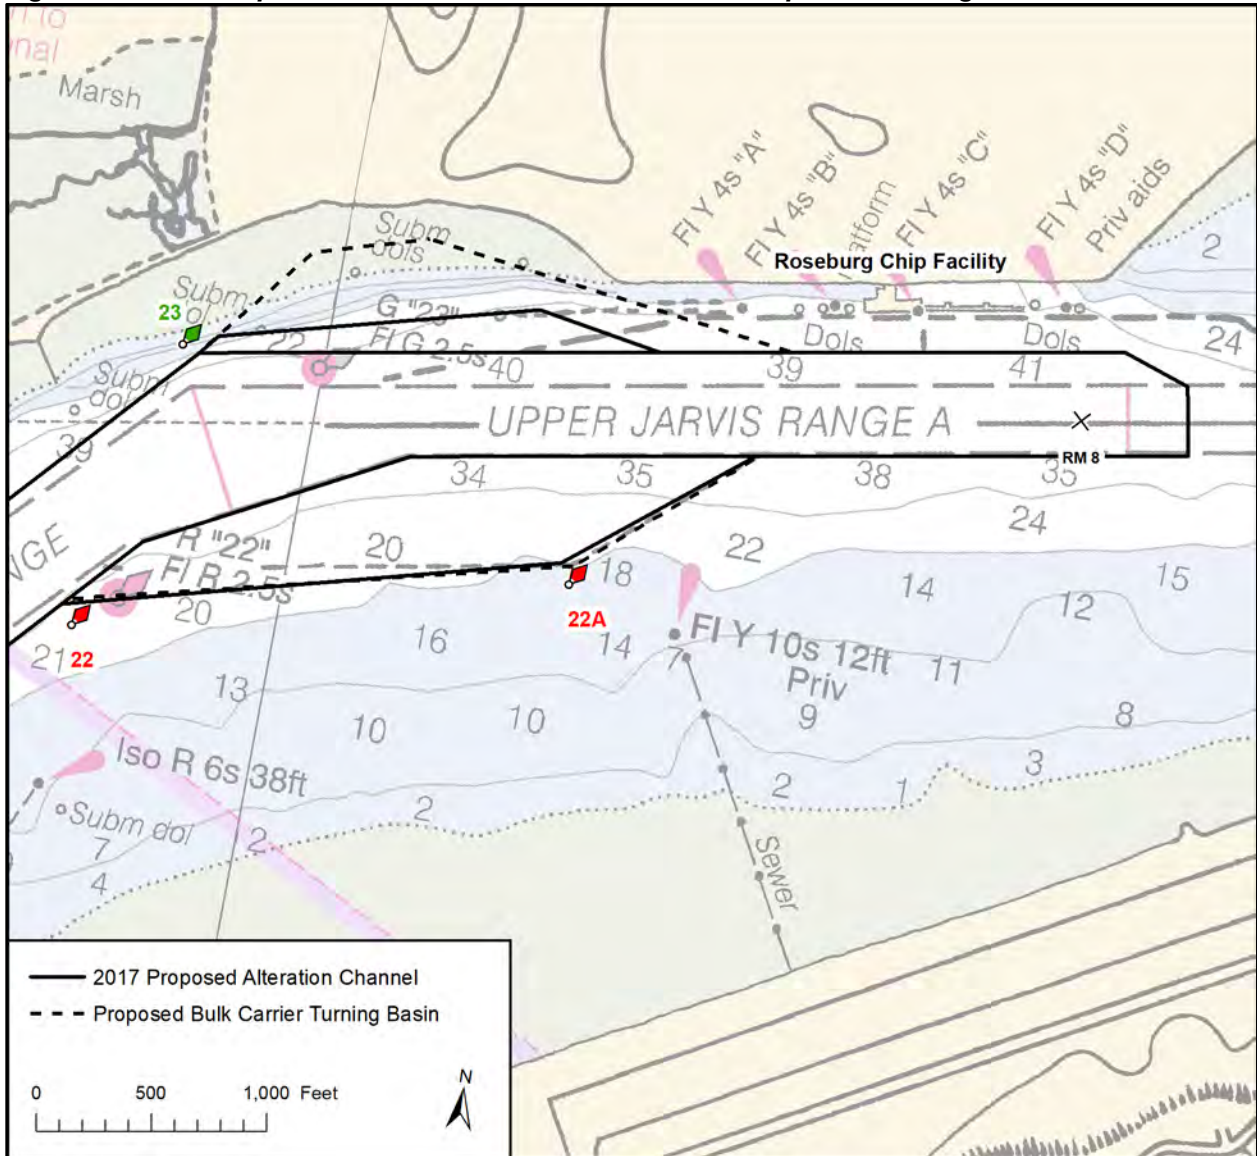 n to
nal
Marsh
Subm
dols
Fl Y 4s "A"
Fl Y 4s "B"
atform
Fl Y 4s "C"
Fl Y 4s "D"
Priv aids
2
Roseburg Chip Facility
Subm
23
G "23"
Fl G 2.5s
22
40
Dols
39
Dols
41
24
Subm
dols
39
UPPER JARVIS RANGE A
RM 8
34
35
38
35
24
NGE
R "22"
Fl R 2.5s
20
22
18
14
15
12
20
22A
16
14
7
Fl Y 10s 12ft
Priv
11
21
22
13
10
10
9
8
Iso R 6s 38ft
Subm dol
7
4
2
2
2
1
3
Sewer
2017 Proposed Alteration Channel
Proposed Bulk Carrier Turning Basin
0 500 1,000 Feet
N